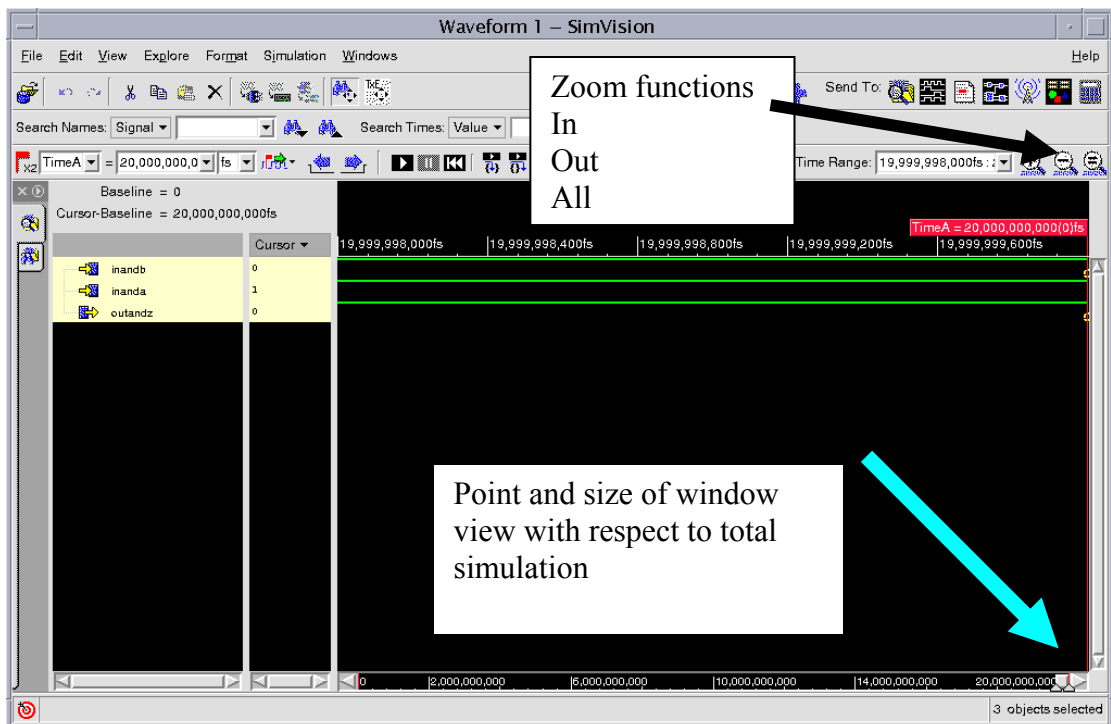 Waveform 1 – SimVision
File Edit View Explore Format Simulation Windows Help
Send To:
Search Names: Signal Search Times: Value
TimeA = 20,000,000,0 fs Time Range: 19,999,998,000fs :
Baseline = 0
Cursor-Baseline = 20,000,000,000fs
TimeA = 20,000,000,000(0)fs
Cursor
19,999,998,000fs 19,999,998,400fs 19,999,998,800fs 19,999,999,200fs 19,999,999,600fs
inandb 0
inanda 1
outandz 0
Zoom functions
In
Out
All
Point and size of window
view with respect to total
simulation
0 2,000,000,000 6,000,000,000 10,000,000,000 14,000,000,000 20,000,000,000
3 objects selected